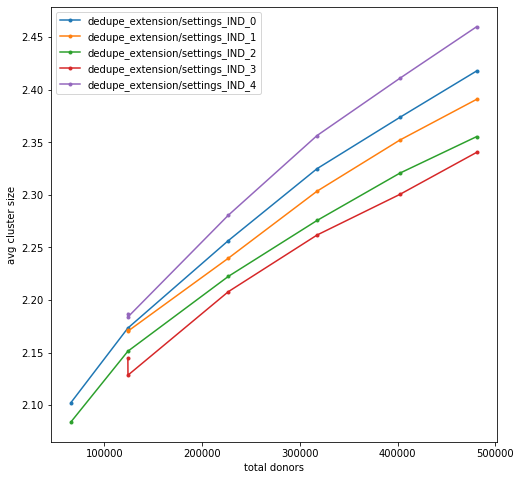 dedupe_extension/settings_IND_0
dedupe_extension/settings_IND_1
dedupe_extension/settings_IND_2
dedupe_extension/settings_IND_3
dedupe_extension/settings_IND_4
avg cluster size
2.45
2.40
2.35
2.30
2.25
2.20
2.15
2.10
100000 200000 300000 400000 500000
total donors